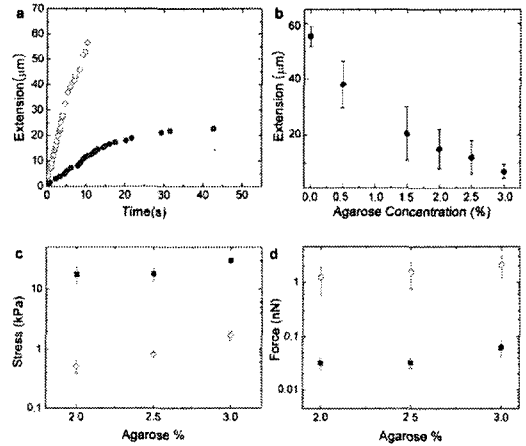 a
Extension(μm)
70
60
50
40
30
20
10
0
0 10 20 30 40 50
Time(s)
b
Extension (μm)
60
40
20
0.0 0.5 1.0 1.5 2.0 2.5 3.0
Agarose Concentration (%)
c
Stress (kPa)
10
1
0.1
2.0 2.5 3.0
Agarose %
d
Force (nN)
1
0.1
0.01
2.0 2.5 3.0
Agarose %